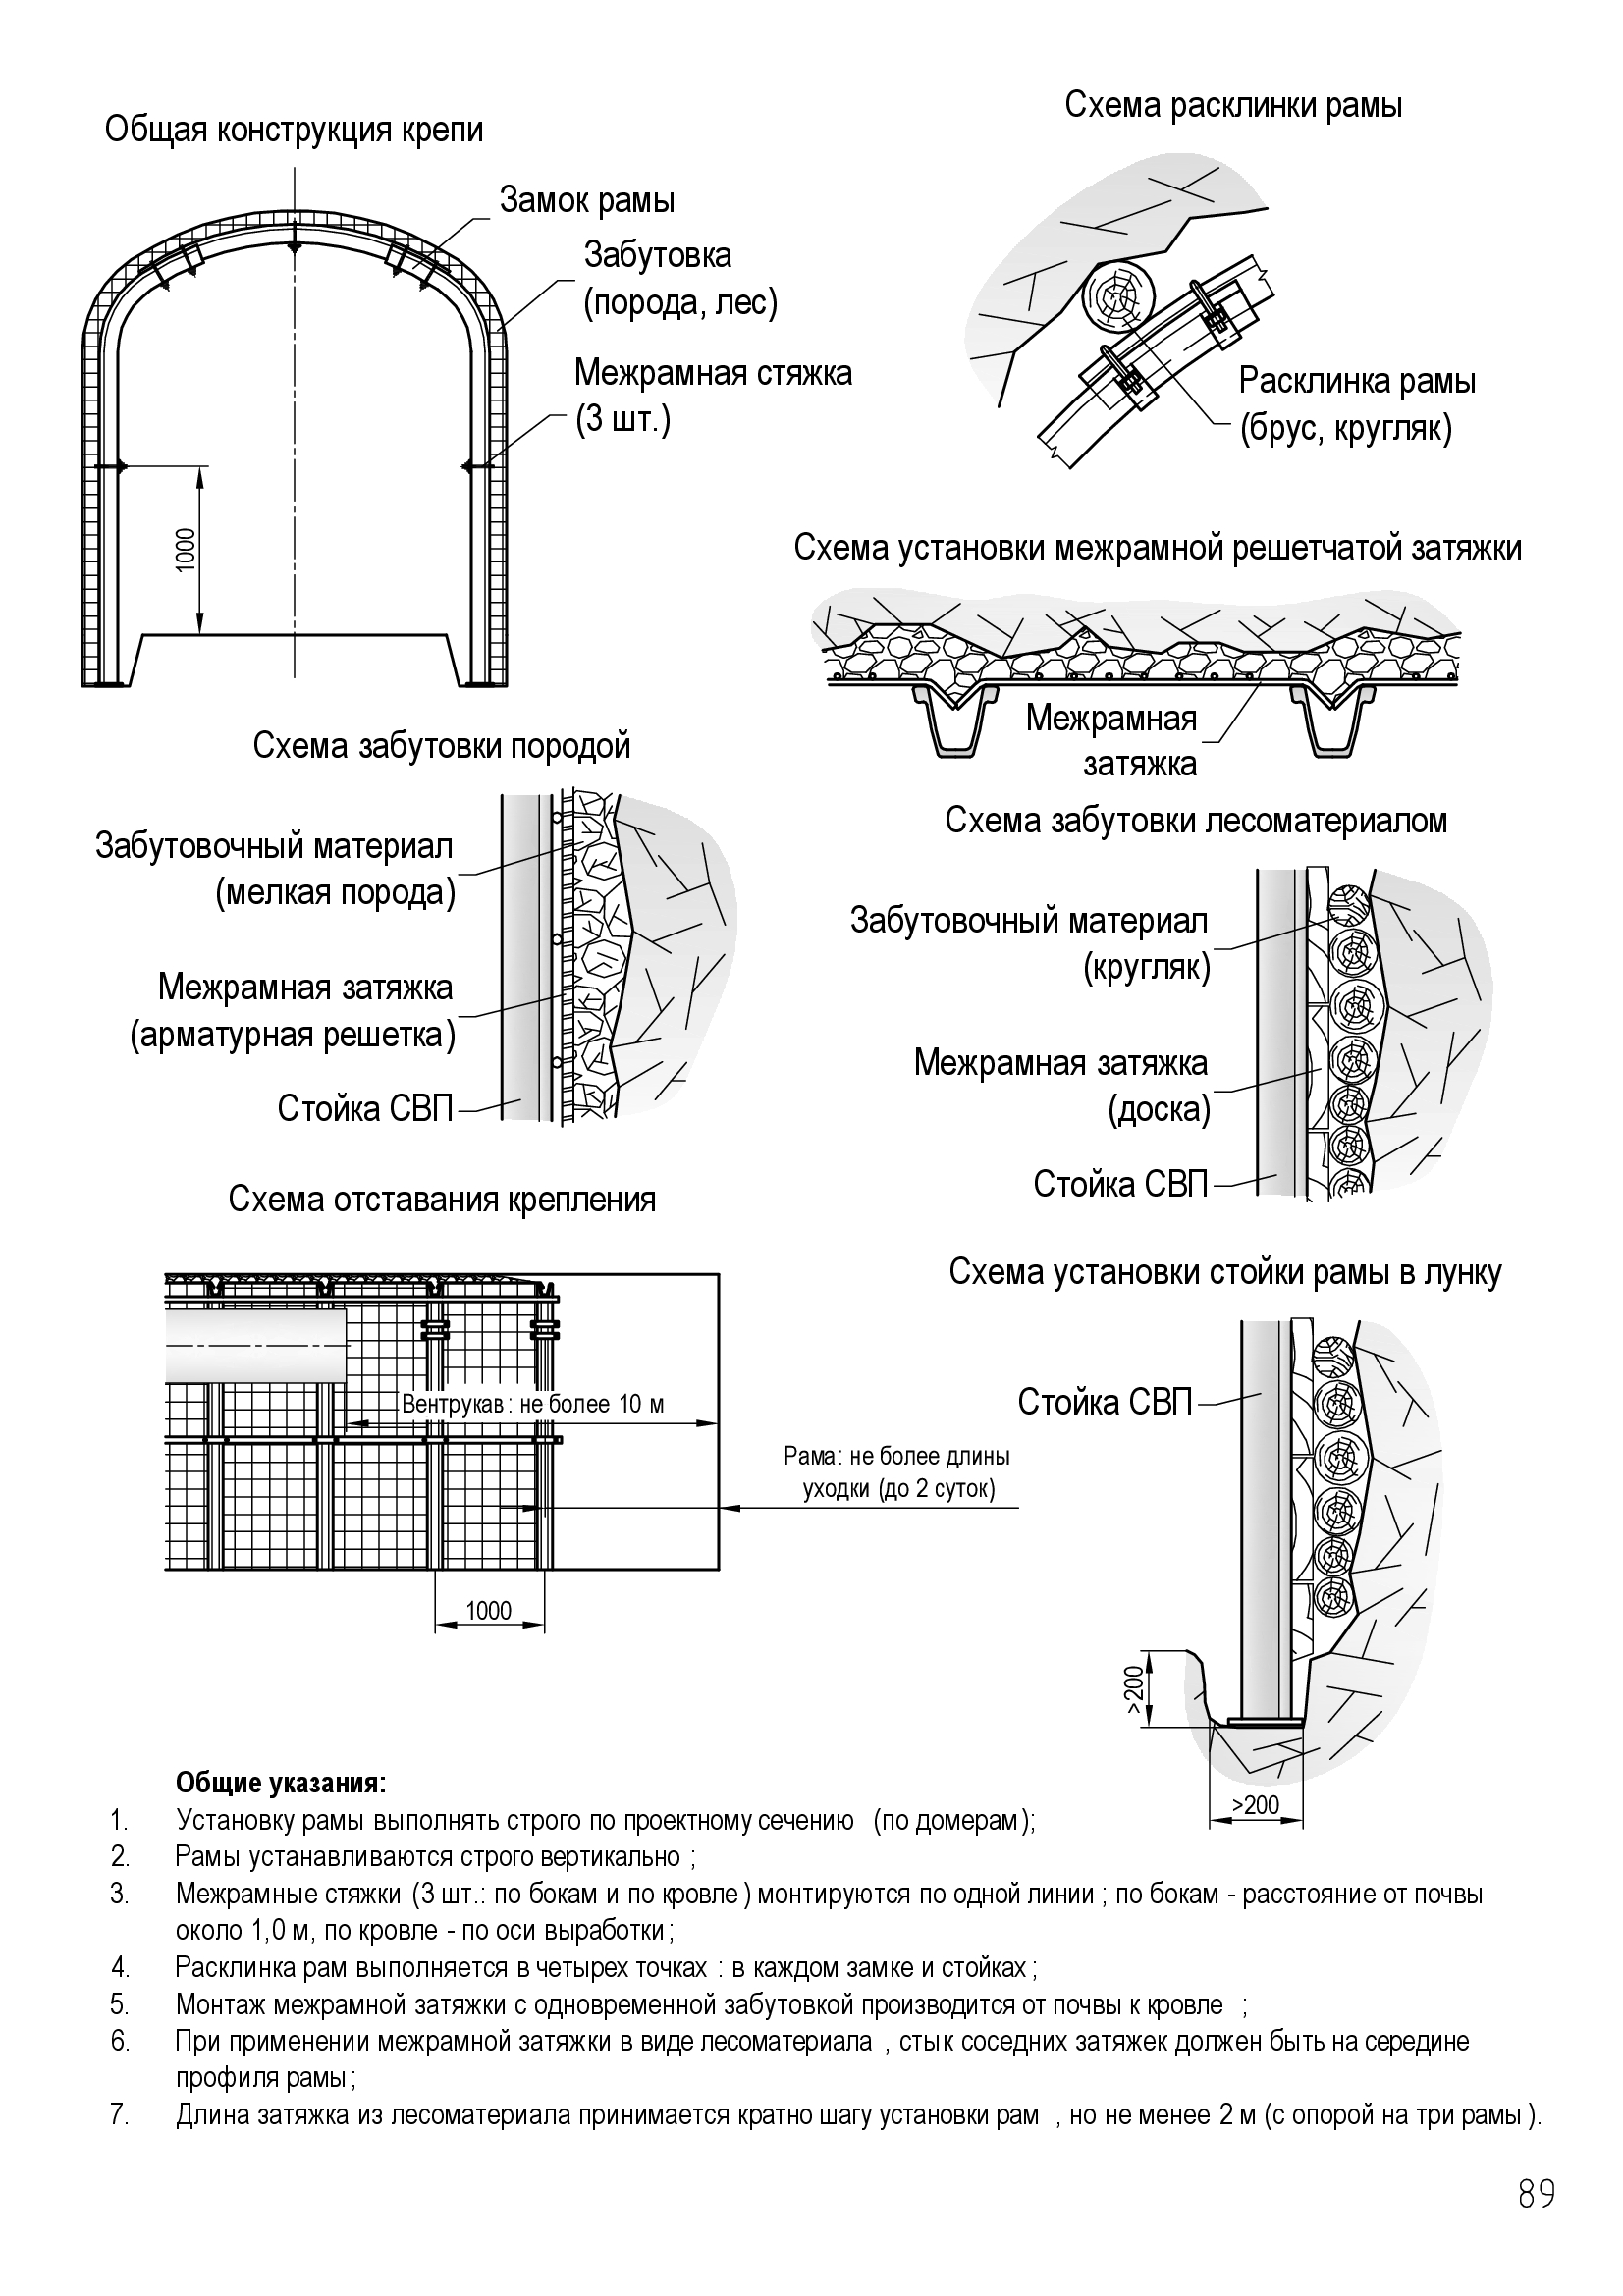 Общая конструкция крепи
Замок рамы
Забутовка
(порода, лес)
Межрамная стяжка
(3 шт.)
1000
Схема расклинки рамы
Расклинка рамы
(брус, кругляк)
Схема установки межрамной решетчатой затяжки
Межрамная
затяжка
Схема забутовки породой
Забутовочный материал
(мелкая порода)
Межрамная затяжка
(арматурная решетка)
Стойка СВП
Схема забутовки лесоматериалом
Забутовочный материал
(кругляк)
Межрамная затяжка
(доска)
Стойка СВП
Схема отставания крепления
Вентрукав: не более 10 м
Рама: не более длины
уходки (до 2 суток)
1000
Схема установки стойки рамы в лунку
Стойка СВП
>200
>200
Общие указания:
1. Установку рамы выполнять строго по проектному сечению (по домерам);
2. Рамы устанавливаются строго вертикально ;
3. Межрамные стяжки (3 шт.: по бокам и по кровле) монтируются по одной линии ; по бокам - расстояние от почвы
около 1,0 м, по кровле - по оси выработки;
4. Расклинка рам выполняется в четырех точках : в каждом замке и стойках ;
5. Монтаж межрамной затяжки с одновременной забутовкой производится от почвы к кровле ;
6. При применении межрамной затяжки в виде лесоматериала , стык соседних затяжек должен быть на середине
профиля рамы;
7. Длина затяжка из лесоматериала принимается кратно шагу установки рам , но не менее 2 м (с опорой на три рамы ).
89